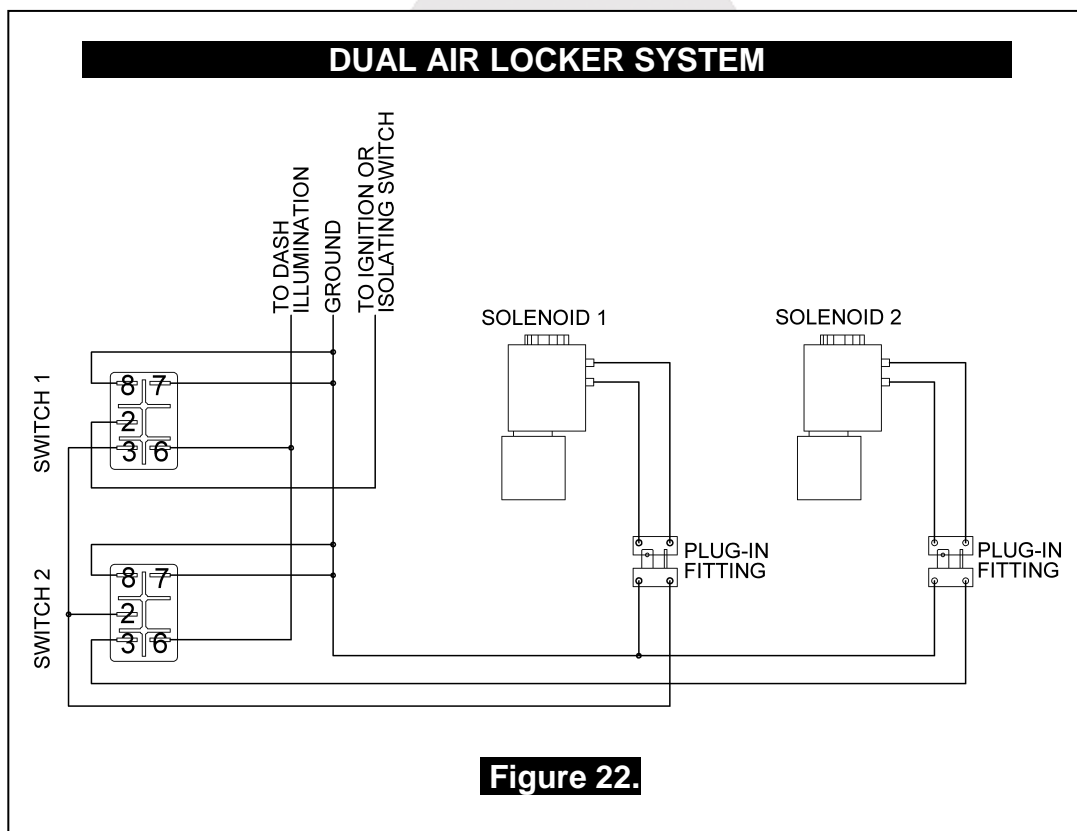 DUAL AIR LOCKER SYSTEM
TO DASH
ILLUMINATION
GROUND
TO IGNITION OR
ISOLATING SWITCH
SOLENOID 1
SOLENOID 2
SWITCH 1
8 7
2
3 6
SWITCH 2
8 7
2
3 6
PLUG-IN
FITTING
PLUG-IN
FITTING
Figure 22.